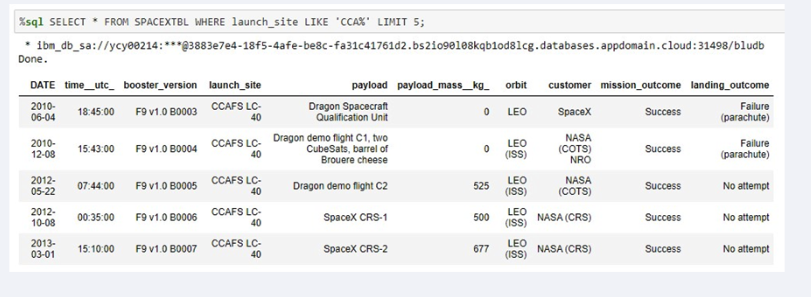 %sql SELECT * FROM SPACEXTBL WHERE launch_site LIKE 'CCA%' LIMIT 5;
* ibm_db_sa://ycy00214:***@3883e7e4-18f5-4afe-be8c-fa31c41761d2.bs2io90l08kqb1od8lcg.databases.appdomain.cloud:31498/bludb
Done.
DATE time__utc_ booster_version launch_site payload payload_mass__kg_ orbit customer mission_outcome landing_outcome
2010-06-04 18:45:00 F9 v1.0 B0003 CCAFS LC-40 Dragon Spacecraft Qualification Unit 0 LEO SpaceX Success Failure (parachute)
2010-12-08 15:43:00 F9 v1.0 B0004 CCAFS LC-40 Dragon demo flight C1, two CubeSats, barrel of Brouere cheese 0 LEO (ISS) NASA (COTS) NRO Success Failure (parachute)
2012-05-22 07:44:00 F9 v1.0 B0005 CCAFS LC-40 Dragon demo flight C2 525 LEO (ISS) NASA (COTS) Success No attempt
2012-10-08 00:35:00 F9 v1.0 B0006 CCAFS LC-40 SpaceX CRS-1 500 LEO (ISS) NASA (CRS) Success No attempt
2013-03-01 15:10:00 F9 v1.0 B0007 CCAFS LC-40 SpaceX CRS-2 677 LEO (ISS) NASA (CRS) Success No attempt